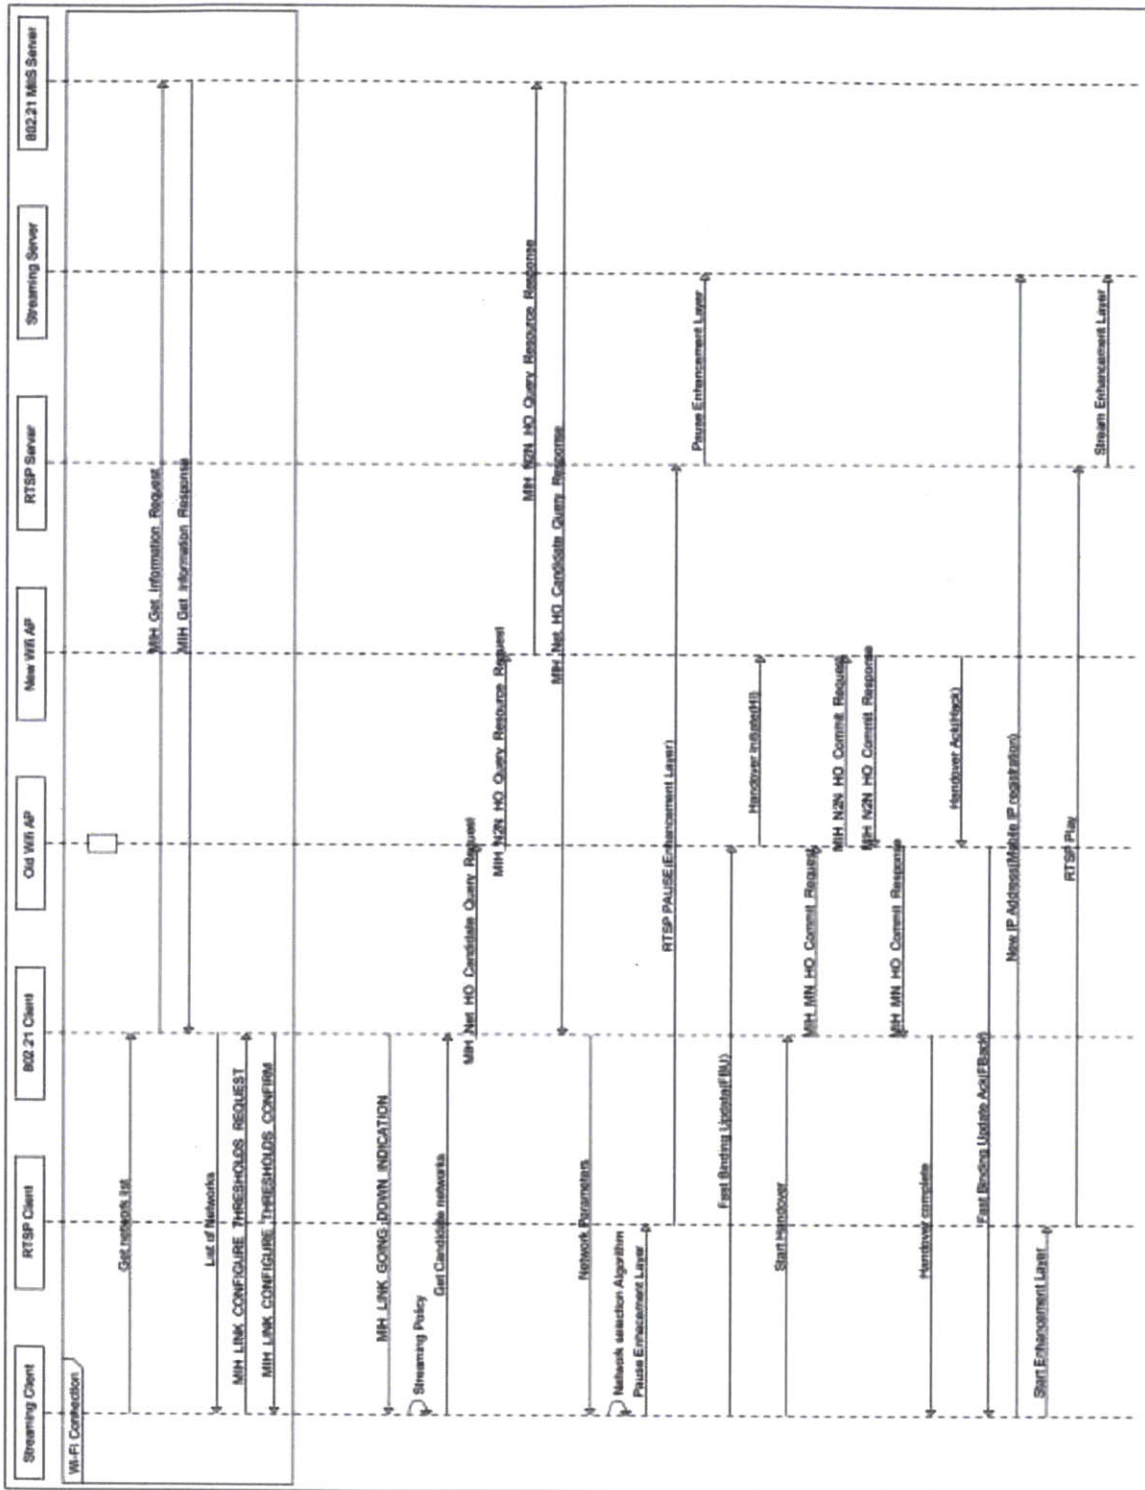 Streaming Client
RTSP Client
802.21 Client
Old Wifi AP
New Wifi AP
RTSP Server
Streaming Server
802.21 MIIS Server
Wi-Fi Connection
Get network list
MIH_Get_Information_Request
MIH_Get_Information_Response
List of Networks
MIH_LINK_CONFIGURE_THRESHOLDS_REQUEST
MIH_LINK_CONFIGURE_THRESHOLDS_CONFIRM
MIH_LINK_GOING_DOWN_INDICATION
Streaming Policy
Get Candidate networks
MIH_Net_HO_Candidate_Query_Request
MIH_N2N_HO_Query_Resource_Request
MIH_N2N_HO_Query_Resource_Response
MIH_Net_HO_Candidate_Query_Response
Network Parameters
Network selection Algorithm
Pause Enhacement Layer
RTSP PAUSE(Enhancement Layer)
Pause Enhancement Layer
Fast Binding Update(FBU)
Handover Initiate(HI)
Start Handover
MIH_MN_HO_Commit_Request
MIH_N2N_HO_Commit_Request
MIH_N2N_HO_Commit_Response
MIH_MN_HO_Commit_Response
Handover complete
Handover Ack(Hack)
Fast Binding Update Ack(FBack)
New IP Address(Mobile IP registration)
Start Enhancement Layer
RTSP Play
Stream Enhancement Layer